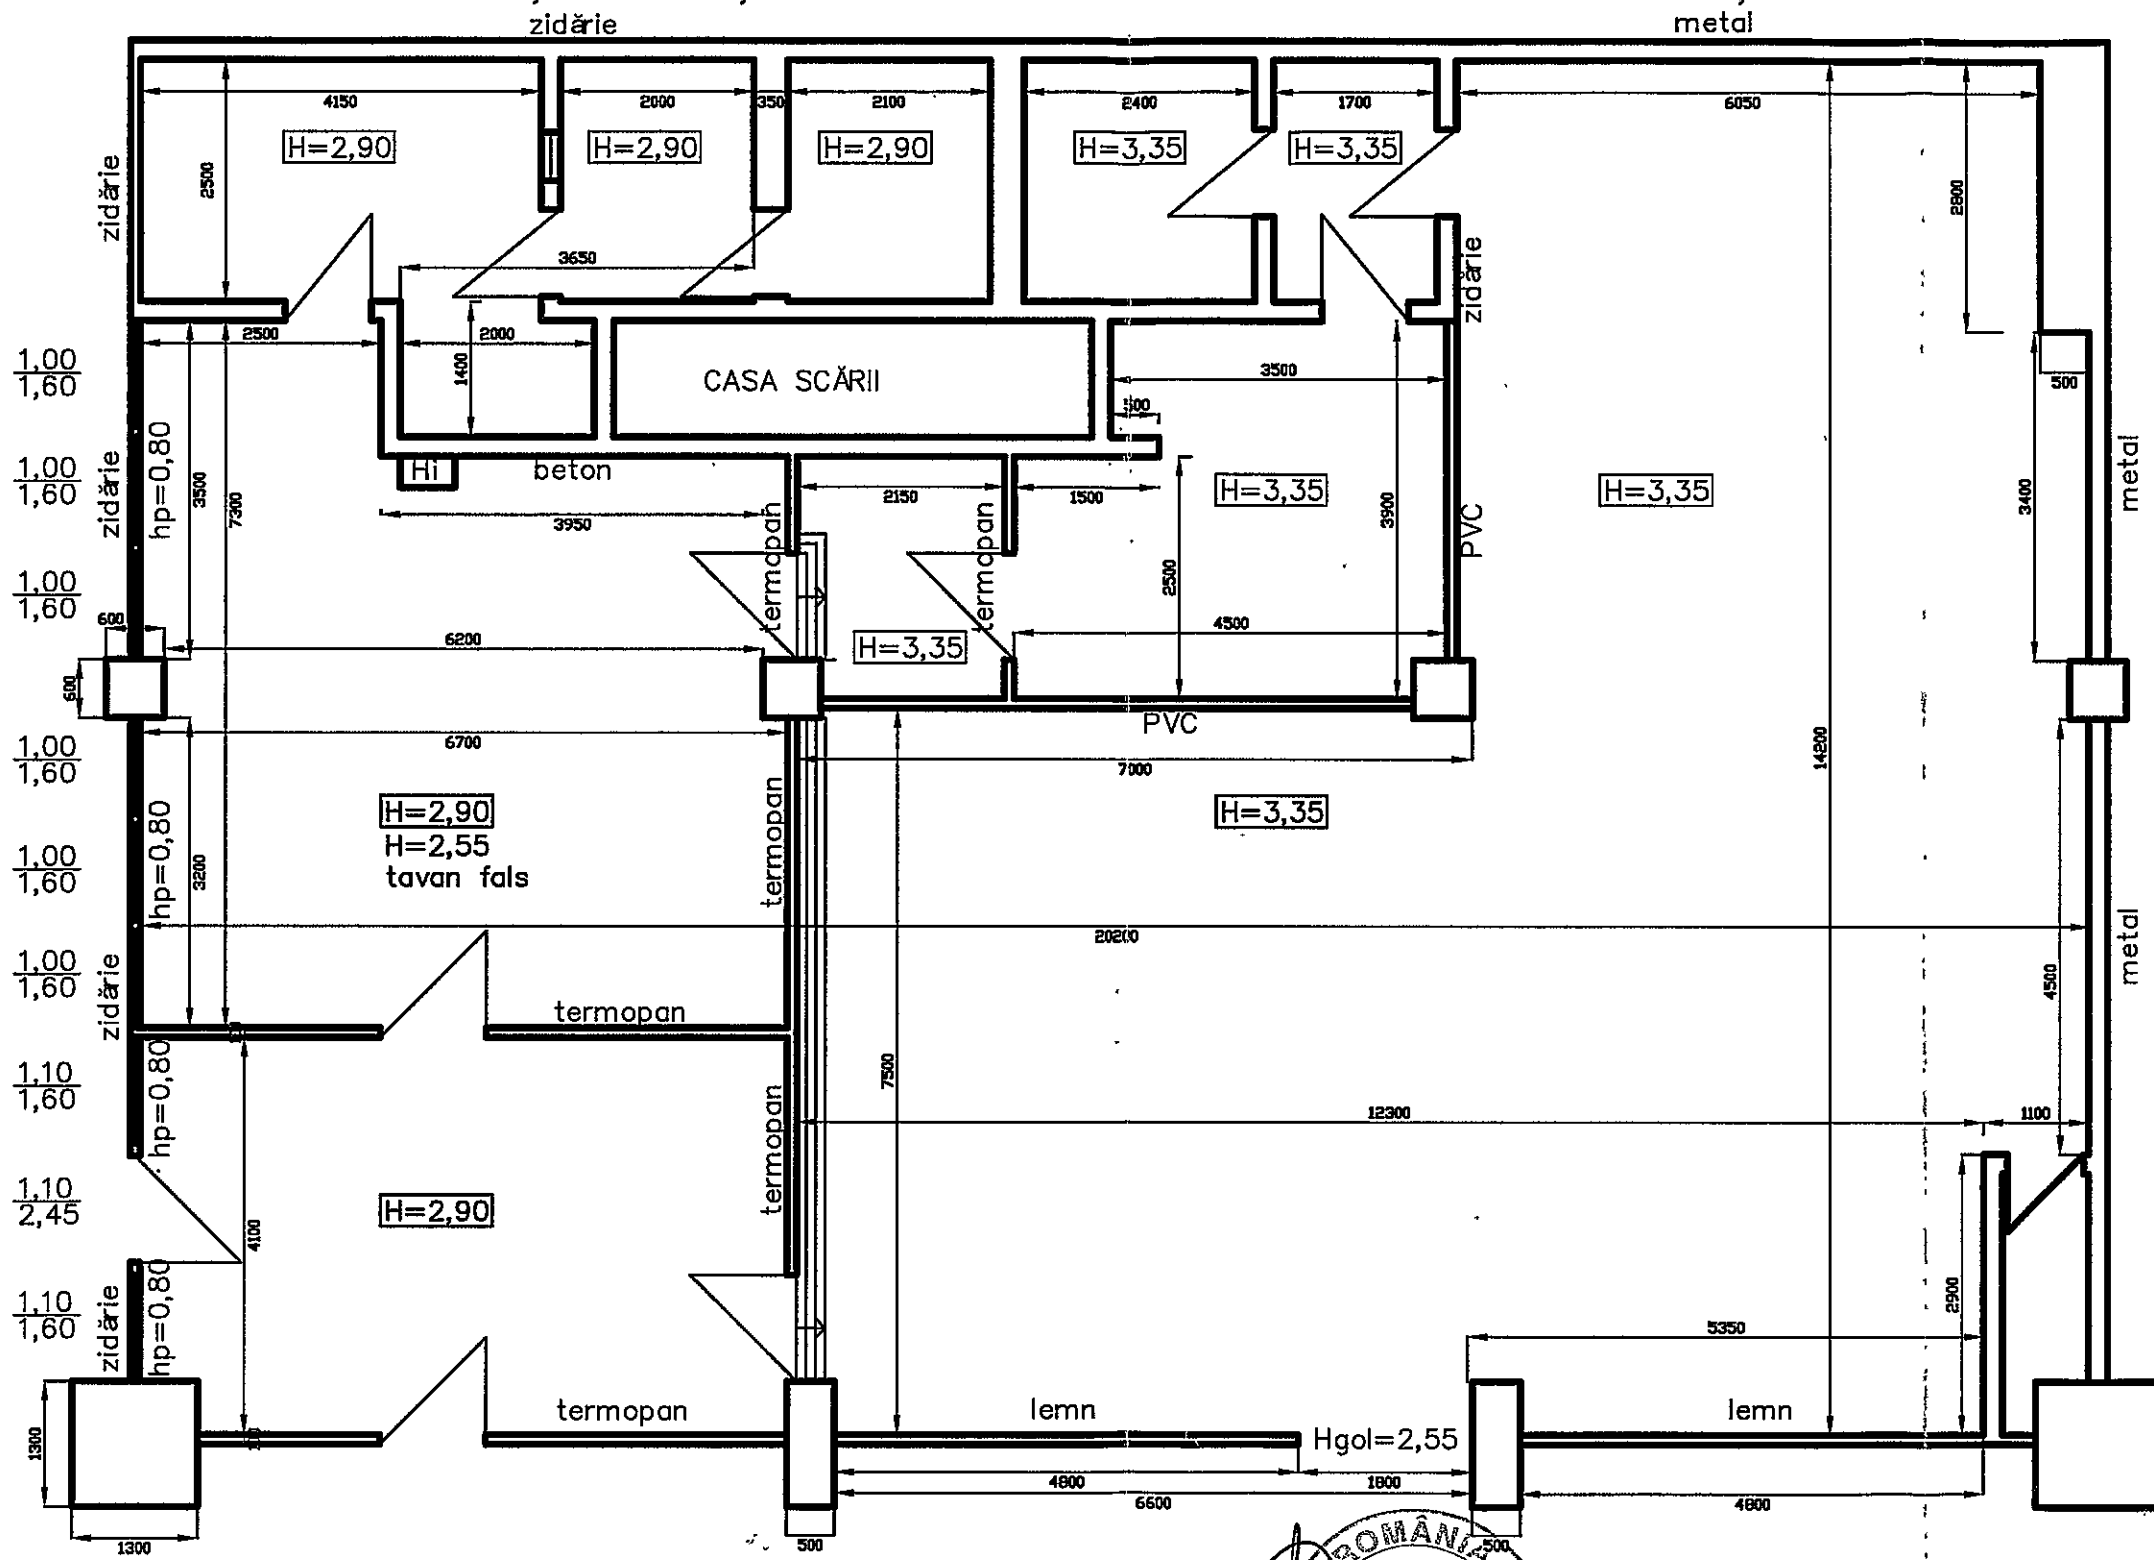 zidărie
metal
4150
2000
350
2100
2400
1700
6050
H=2,90
H=2,90
H=2,90
H=3,35
H=3,35
zidărie
2500
2800
3650
zidărie
2500
2000
1400
CASA SCĂRII
3500
500
500
1,00
1,60
hp=0,80
zidărie
1,00
1,60
3500
7300
Hi
beton
3950
termopan
2150
termopan
1500
H=3,35
3900
PVC
H=3,35
3400
metal
2500
1,00
1,60
600
6200
H=3,35
4500
600
6700
PVC
7000
14200
1,00
1,60
hp=0,80
H=2,90
H=2,55
tavan fals
termopan
H=3,35
1,00
1,60
3200
20200
metal
4500
1,00
1,60
zidărie
termopan
hp=0,80
1,10
1,60
termopan
7500
12300
1100
1,10
2,45
H=2,90
4100
2900
1,10
1,60
zidărie
hp=0,80
5350
termopan
lemn
Hgol=2,55
lemn
1300
4800
1800
6600
4800
1300
500
500
ROMÂNIA